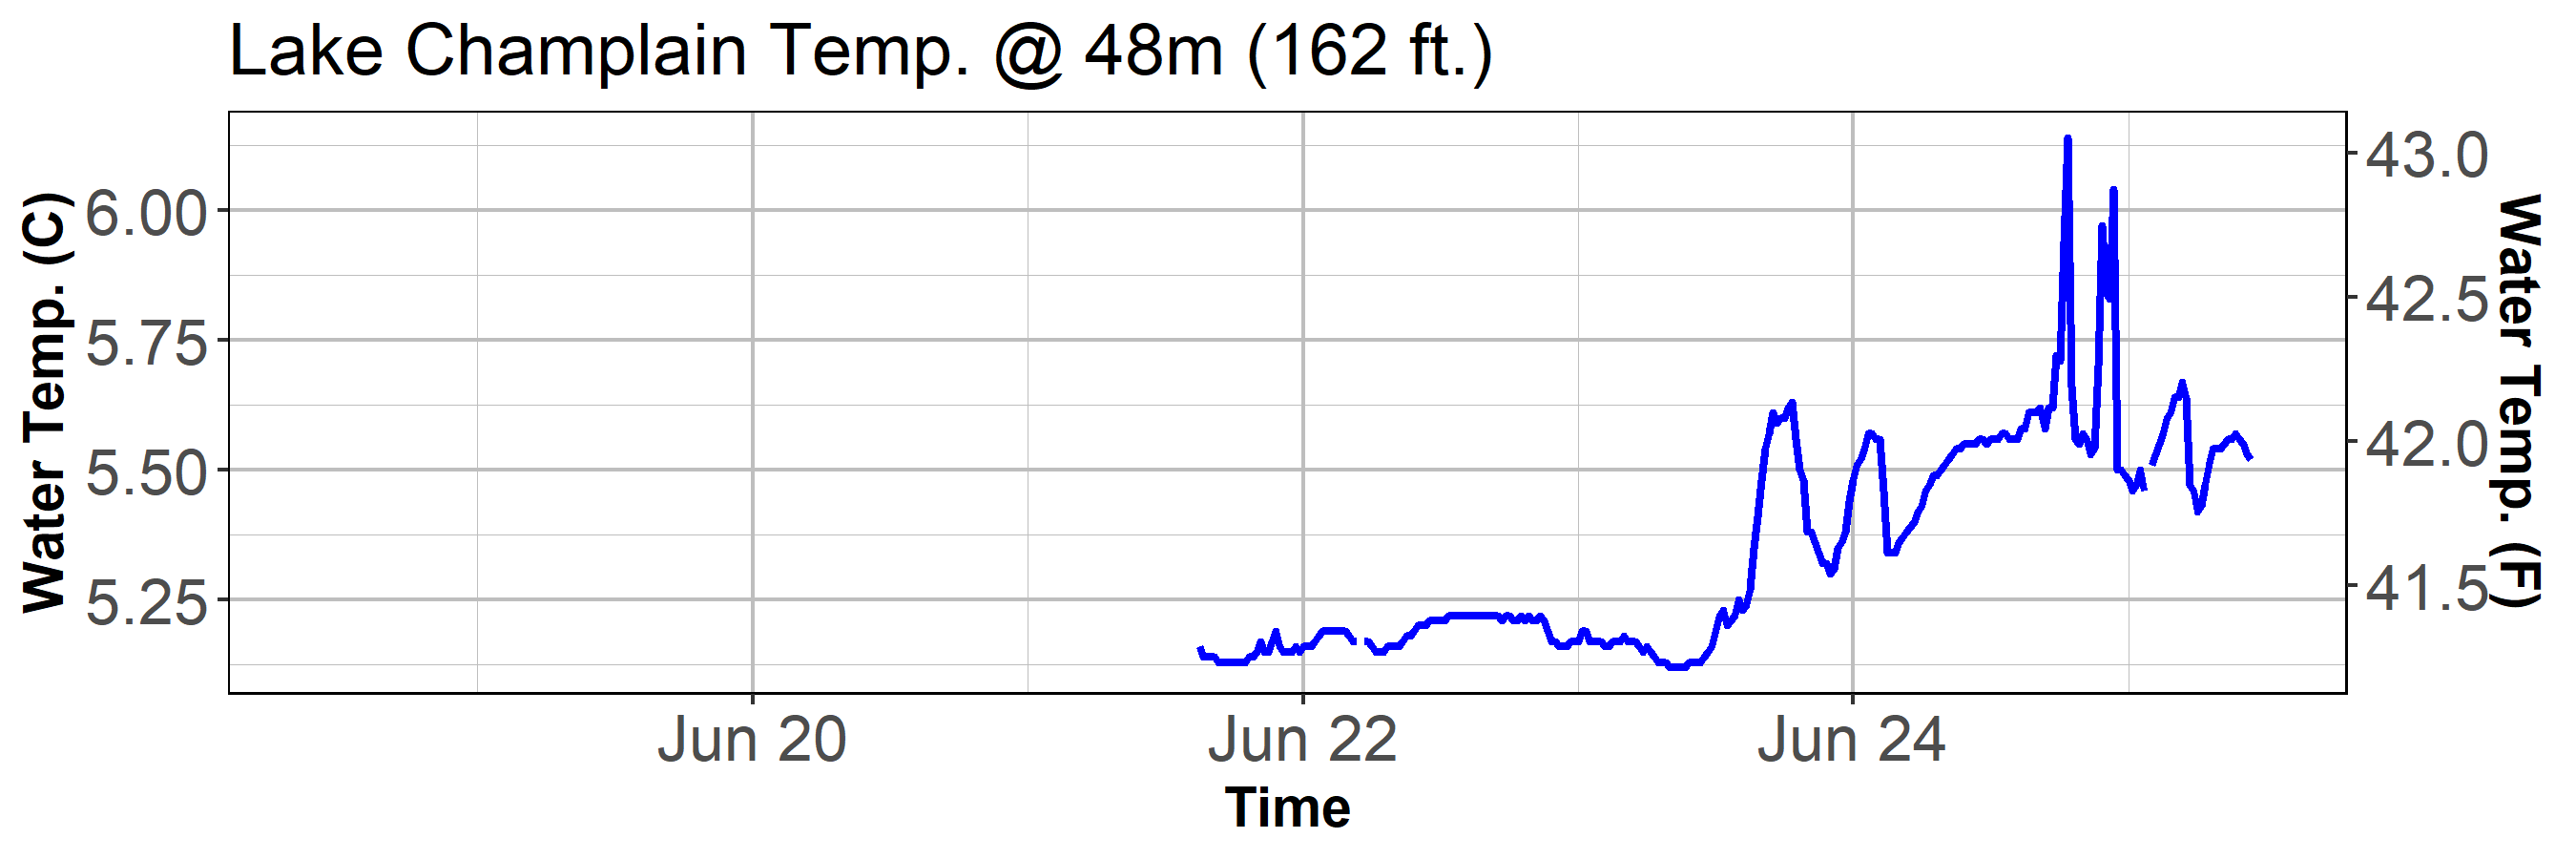 Lake Champlain Temp. @ 48m (162 ft.)
Water Temp. (C)
6.00
5.75
5.50
5.25
43.0
42.5
42.0
41.5
Water Temp. (F)
Jun 20 Jun 22 Jun 24
Time